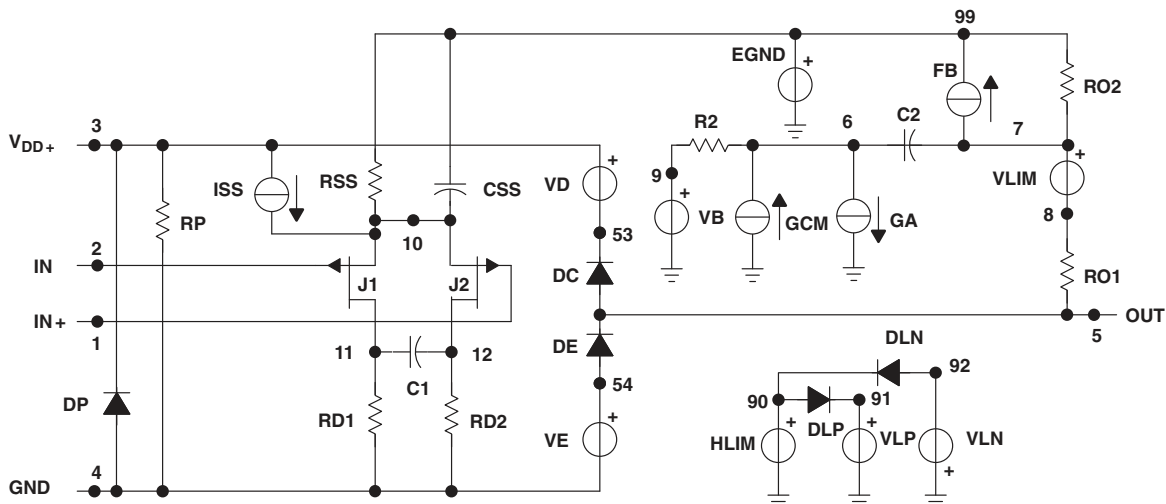 99
EGND
+
FB
RO2
3
VDD+
R2
6
C2
7
+
VLIM
ISS
RSS
CSS
+
VD
9
RP
10
+
VB
GCM
GA
8
53
2
IN
J1
J2
DC
RO1
IN+
1
OUT
5
11
12
DE
DLN
92
C1
54
90
91
DP
RD1
RD2
+
VE
DLP
HLIM
+
+
VLP
VLN
+
4
GND